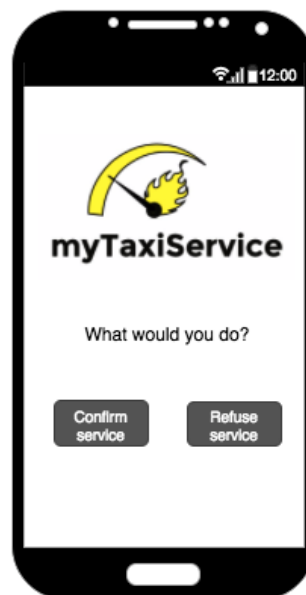 12:00
myTaxiService
What would you do?
Confirm
service
Refuse
service